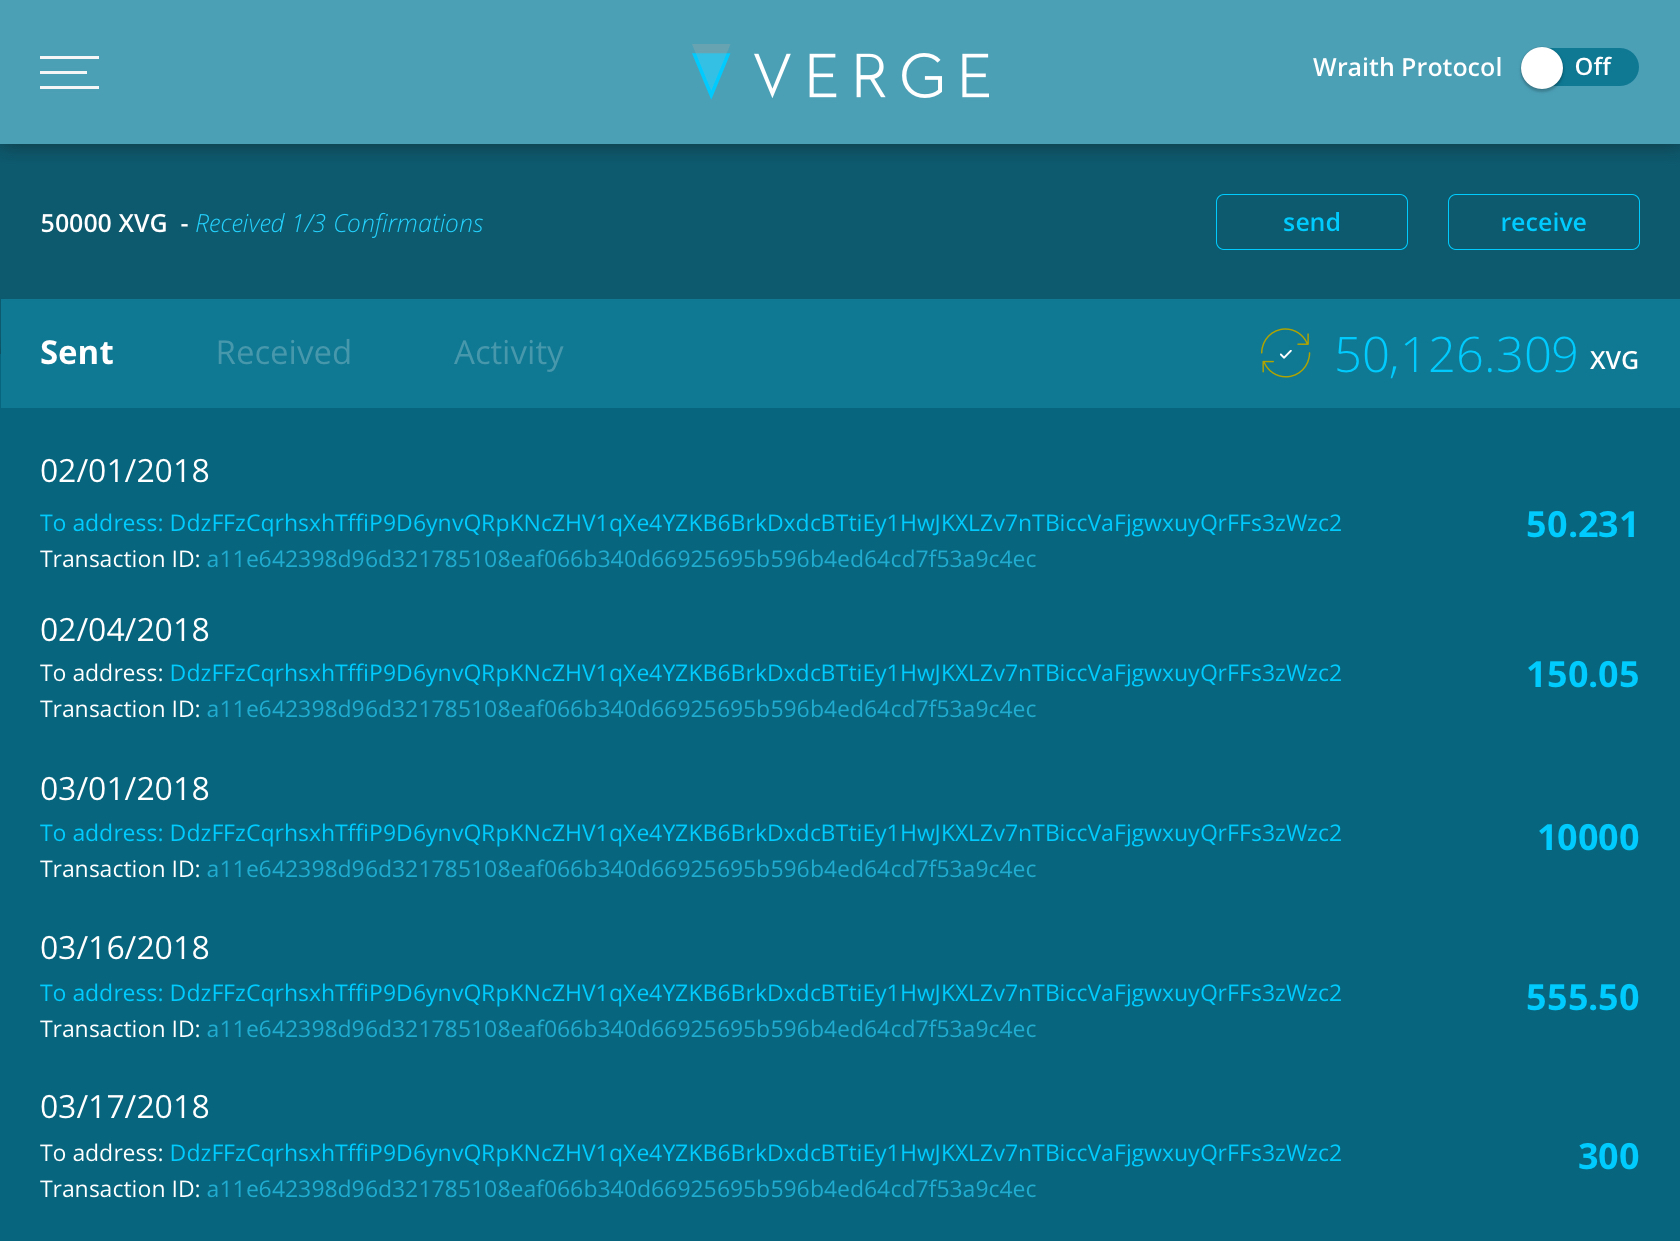 VERGE
Wraith Protocol Off
50000 XVG - Received 1/3 Confirmations
send receive
Sent Received Activity 50,126.309 XVG
02/01/2018
To address: DdzFFzCqrhsxhTffiP9D6ynvQRpKNcZHV1qXe4YZKB6BrkDxdcBTtiEy1HwJKXLZv7nTBiccVaFjgwxuyQrFFs3zWzc2 50.231
Transaction ID: a11e642398d96d321785108eaf066b340d66925695b596b4ed64cd7f53a9c4ec
02/04/2018
To address: DdzFFzCqrhsxhTffiP9D6ynvQRpKNcZHV1qXe4YZKB6BrkDxdcBTtiEy1HwJKXLZv7nTBiccVaFjgwxuyQrFFs3zWzc2 150.05
Transaction ID: a11e642398d96d321785108eaf066b340d66925695b596b4ed64cd7f53a9c4ec
03/01/2018
To address: DdzFFzCqrhsxhTffiP9D6ynvQRpKNcZHV1qXe4YZKB6BrkDxdcBTtiEy1HwJKXLZv7nTBiccVaFjgwxuyQrFFs3zWzc2 10000
Transaction ID: a11e642398d96d321785108eaf066b340d66925695b596b4ed64cd7f53a9c4ec
03/16/2018
To address: DdzFFzCqrhsxhTffiP9D6ynvQRpKNcZHV1qXe4YZKB6BrkDxdcBTtiEy1HwJKXLZv7nTBiccVaFjgwxuyQrFFs3zWzc2 555.50
Transaction ID: a11e642398d96d321785108eaf066b340d66925695b596b4ed64cd7f53a9c4ec
03/17/2018
To address: DdzFFzCqrhsxhTffiP9D6ynvQRpKNcZHV1qXe4YZKB6BrkDxdcBTtiEy1HwJKXLZv7nTBiccVaFjgwxuyQrFFs3zWzc2 300
Transaction ID: a11e642398d96d321785108eaf066b340d66925695b596b4ed64cd7f53a9c4ec